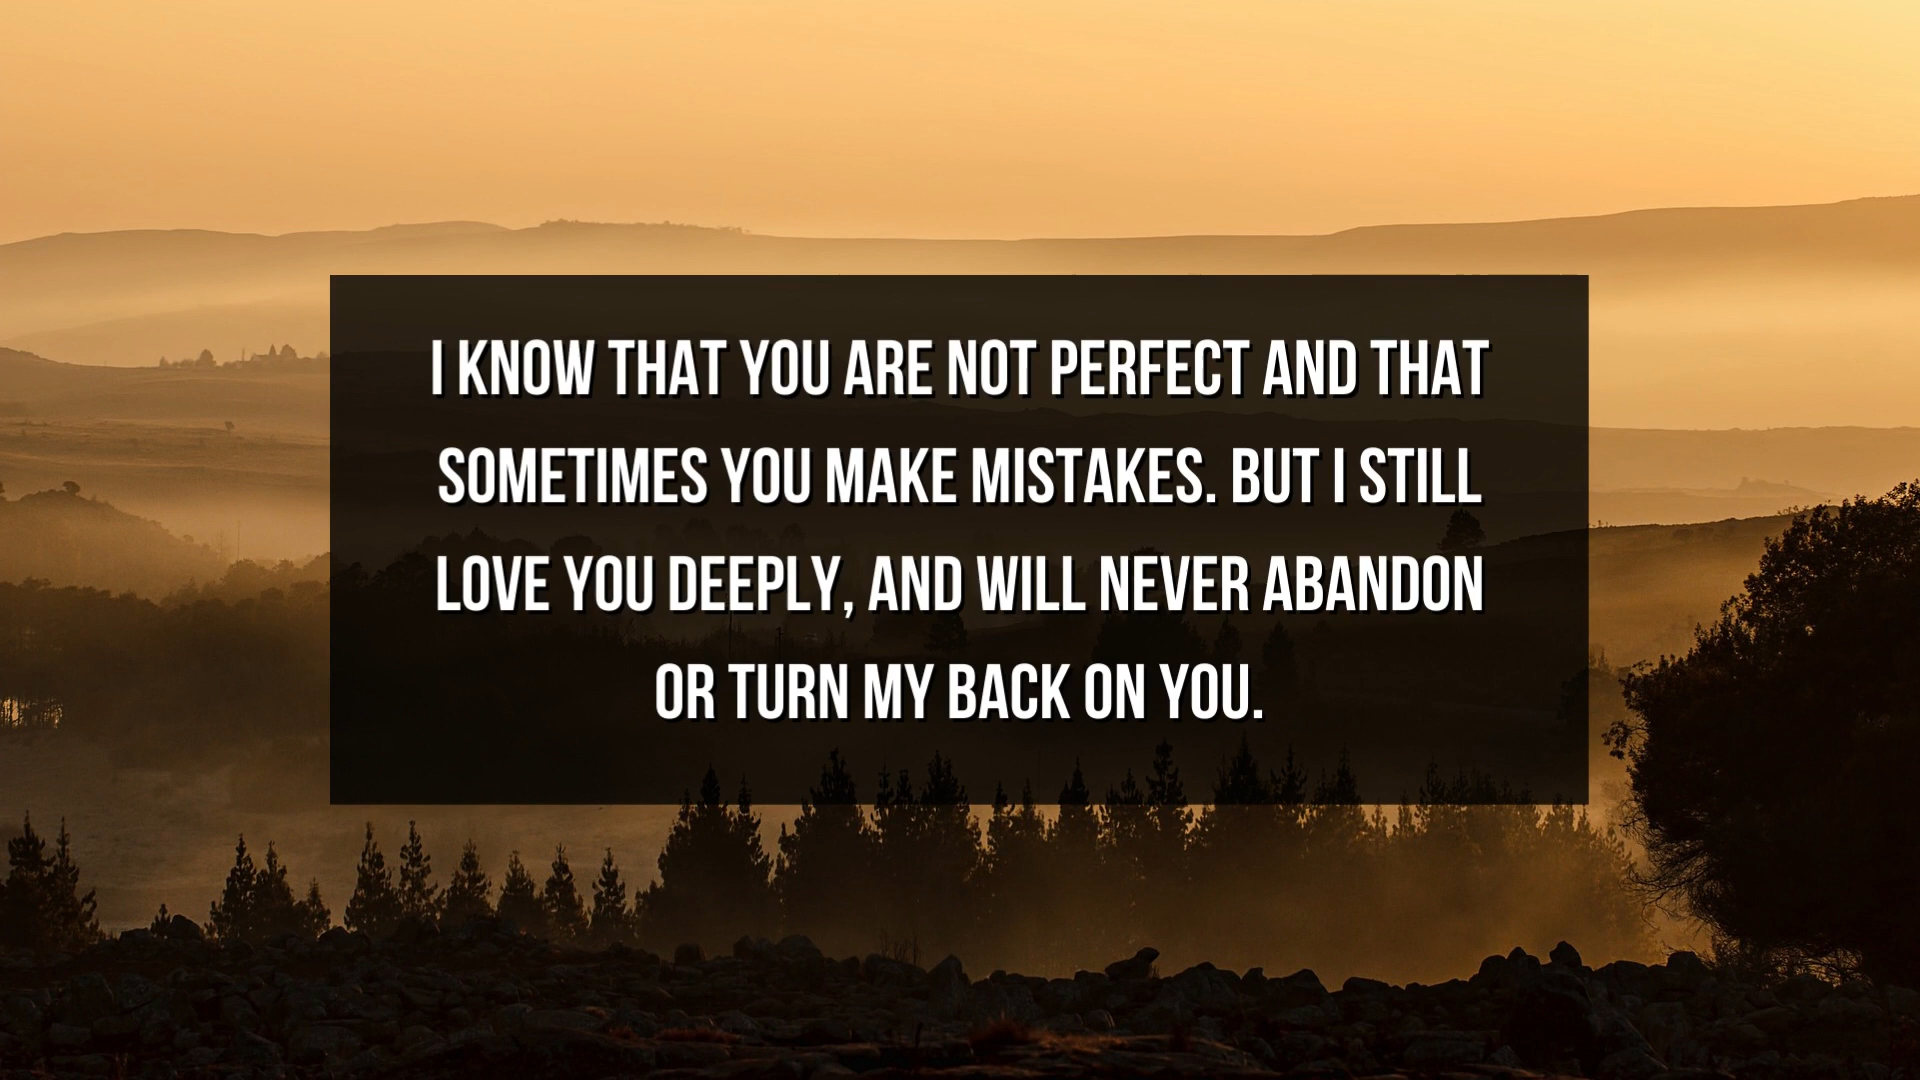 I KNOW THAT YOU ARE NOT PERFECT AND THAT
SOMETIMES YOU MAKE MISTAKES. BUT I STILL
LOVE YOU DEEPLY, AND WILL NEVER ABANDON
OR TURN MY BACK ON YOU.